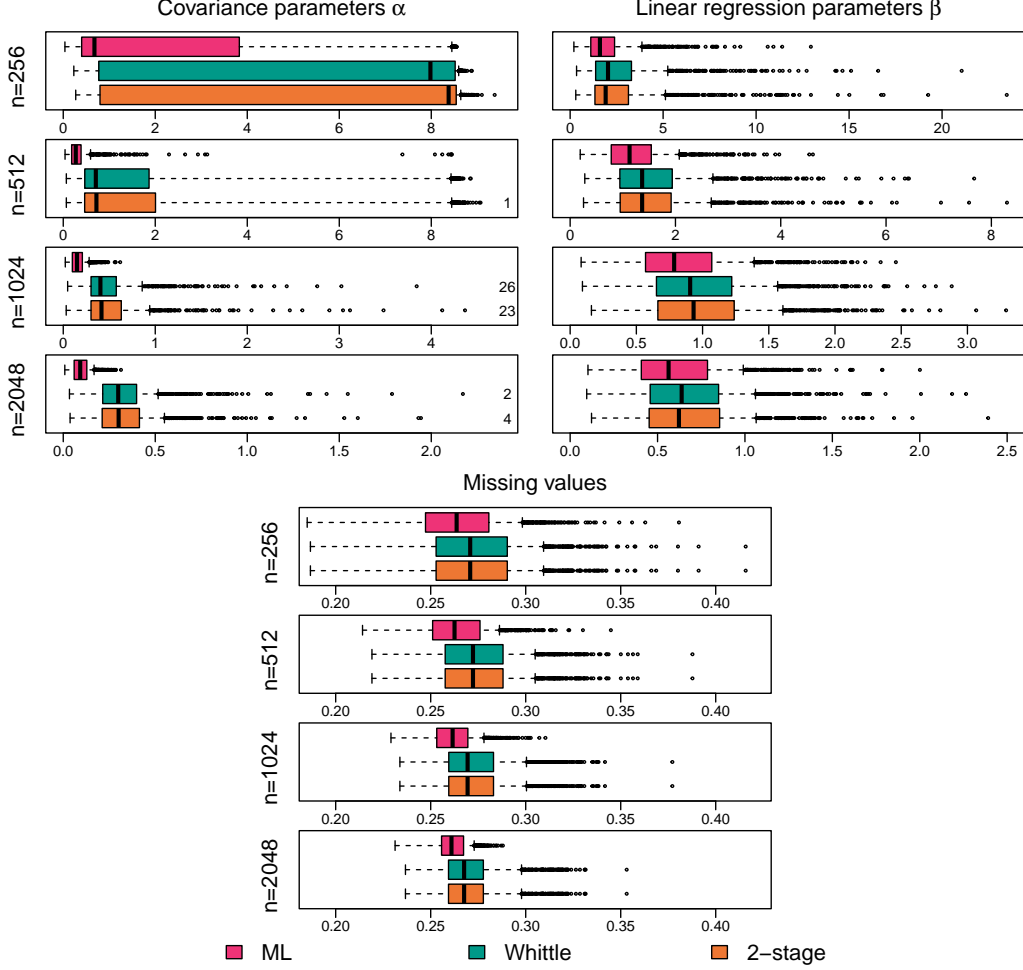 Covariance parameters α
Linear regression parameters β
n=256
0 2 4 6 8
0 5 10 15 20
n=512
1
0 2 4 6 8
0 2 4 6 8
n=1024
26
23
0 1 2 3 4
0.0 0.5 1.0 1.5 2.0 2.5 3.0
n=2048
2
4
0.0 0.5 1.0 1.5 2.0
0.0 0.5 1.0 1.5 2.0 2.5
Missing values
n=256
0.20 0.25 0.30 0.35 0.40
n=512
0.20 0.25 0.30 0.35 0.40
n=1024
0.20 0.25 0.30 0.35 0.40
n=2048
0.20 0.25 0.30 0.35 0.40
ML Whittle 2−stage